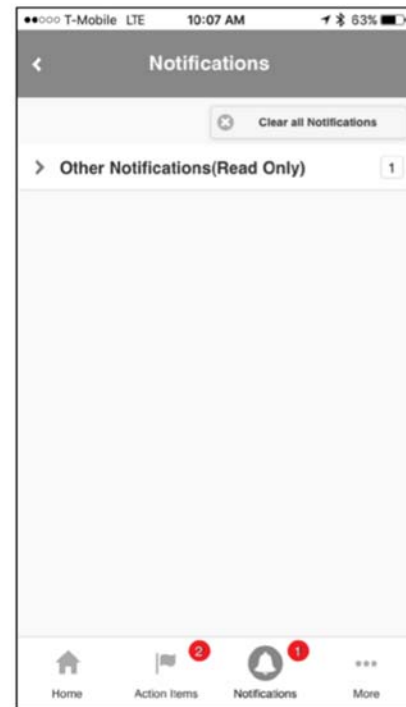 T-Mobile LTE 10:07 AM 63%
Notifications
Clear all Notifications
Other Notifications(Read Only) 1
2 1
Home Action Items Notifications More